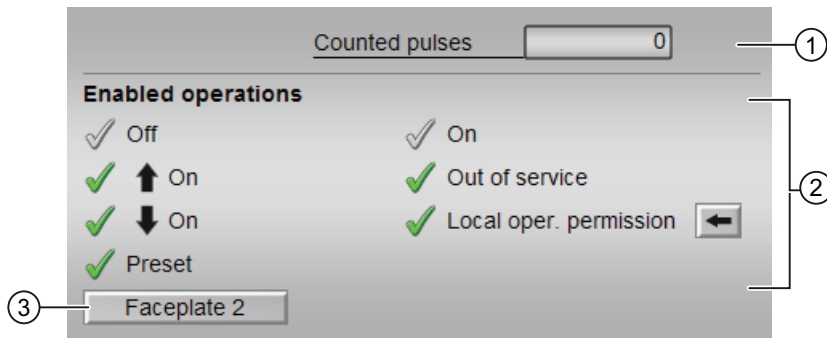 Counted pulses 0 1
Enabled operations
Off On
On Out of service 2
On Local oper. permission
Preset
3 Faceplate 2